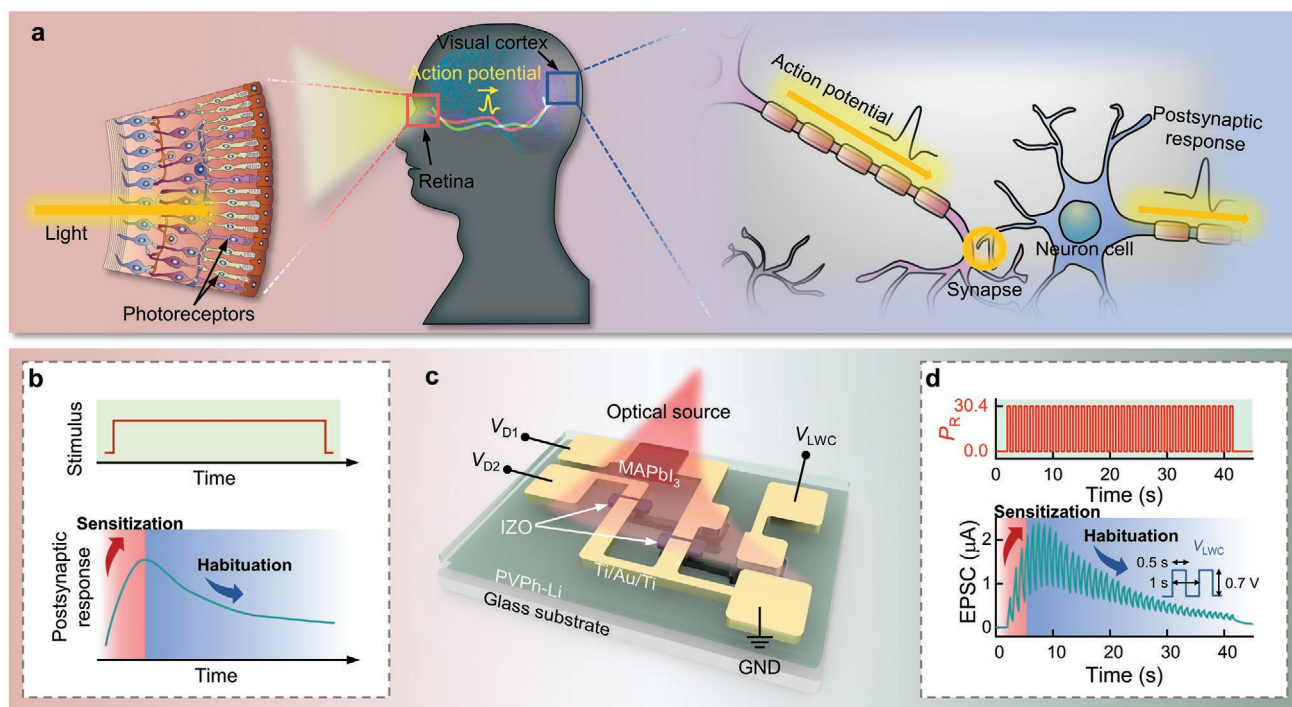 a
Visual cortex
Action potential
Retina
Light
Photoreceptors
Action potential
Postsynaptic
response
Neuron cell
Synapse
b
Stimulus
Time
Sensitization
Habituation
Postsynaptic
response
Time
c
Optical source
V_D1
V_D2
V_LWC
MAPbI₃
IZO
Ti/Au/Ti
PVPh-Li
Glass substrate
GND
d
P_R
30.4
0.0
0 10 20 30 40
Time (s)
Sensitization
Habituation
V_LWC
0.5 s
1 s
0.7 V
EPSC (μA)
2
1
0
0 10 20 30 40
Time (s)